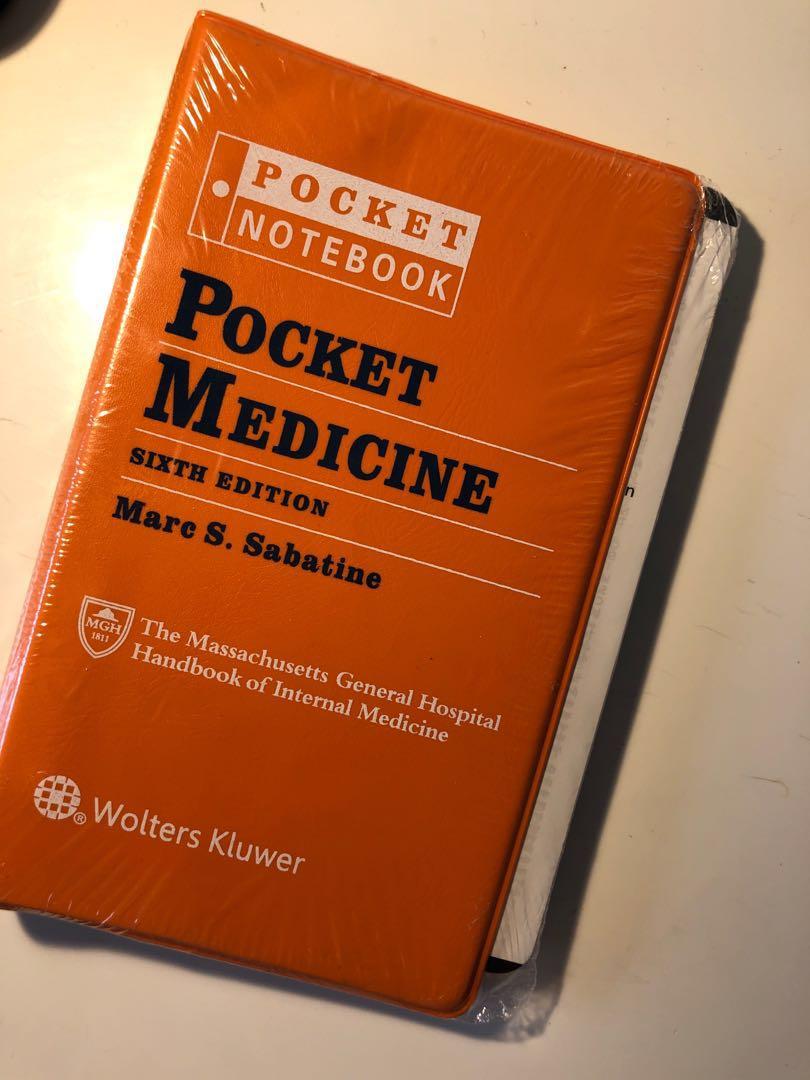 POCKET
NOTEBOOK
POCKET
MEDICINE
SIXTH EDITION
Marc S. Sabatine
MGH
1811
The Massachusetts General Hospital
Handbook of Internal Medicine
Wolters Kluwer
®
n